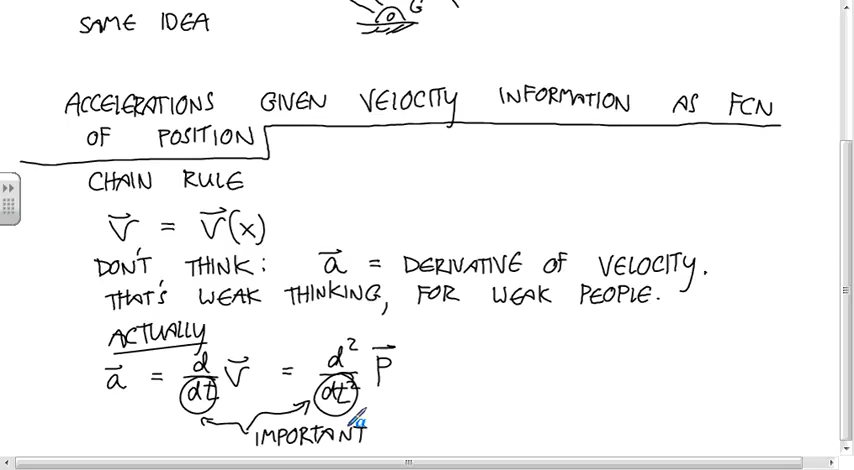 SAME IDEA
G
ACCELERATIONS GIVEN VELOCITY INFORMATION AS FCN
OF POSITION
CHAIN RULE
v⃗ = v⃗(x)
DON'T THINK: a⃗ = DERIVATIVE OF VELOCITY.
THAT'S WEAK THINKING, FOR WEAK PEOPLE.
ACTUALLY
a⃗ = d/dt v⃗ = d²/dt² P⃗
IMPORTANT